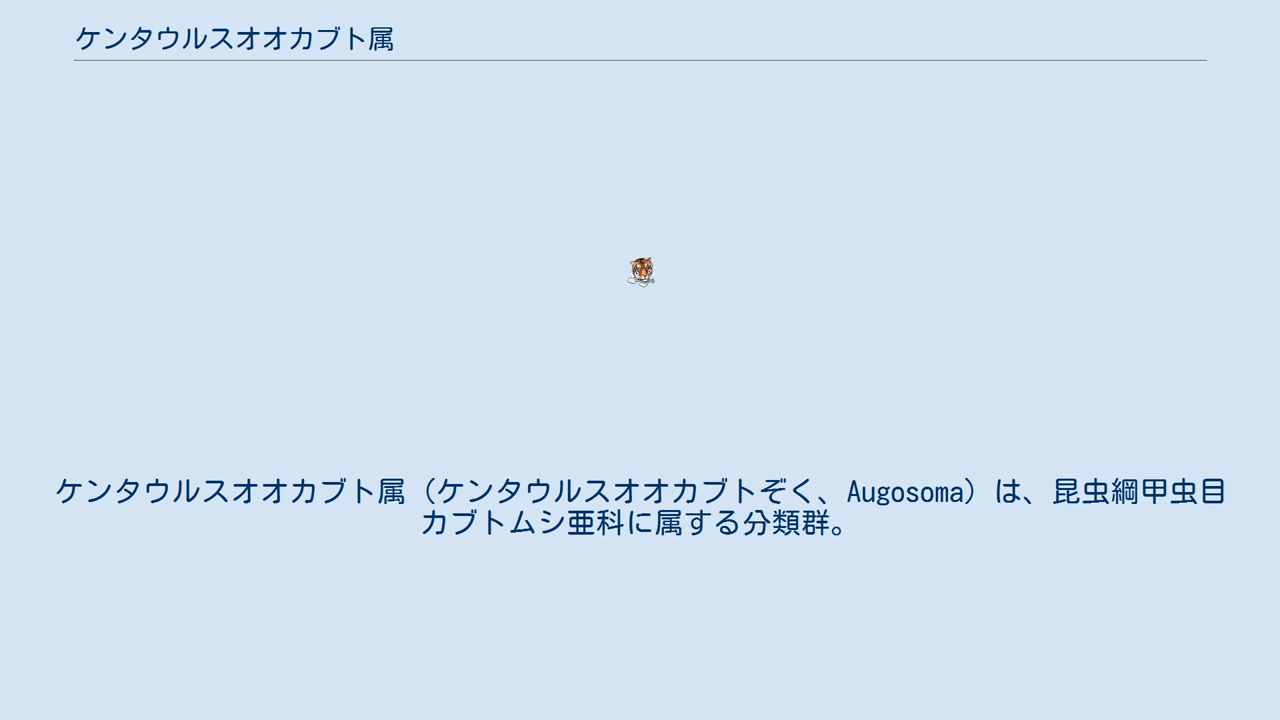 ケンタウルスオオカブト属
ケンタウルスオオカブト属（ケンタウルスオオカブトぞく、Augosoma）は、昆虫綱甲虫目
カブトムシ亜科に属する分類群。